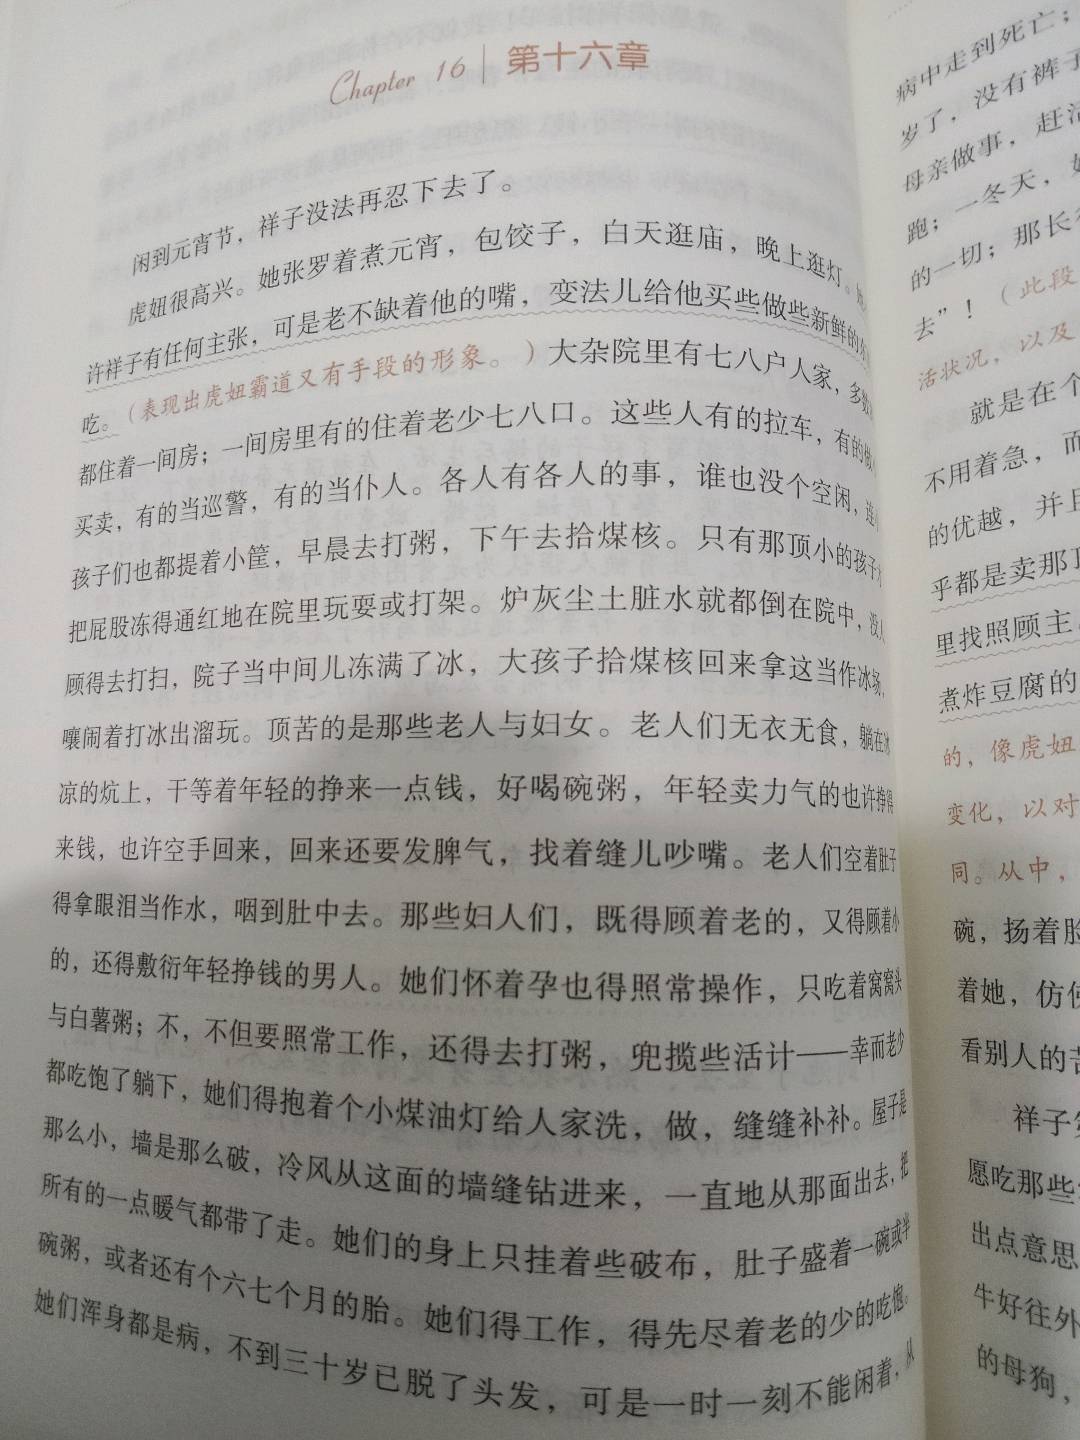 Chapter 16 | 第十六章
闲到元宵节，祥子没法再忍下去了。
虎妞很高兴。她张罗着煮元宵，包饺子，白天逛庙，晚上逛灯。
许祥子有任何主张，可是老不缺着他的嘴，变法儿给他买些做些新鲜的
吃。（表现出虎妞霸道又有手段的形象。）大杂院里有七八户人家，多数
都住着一间房；一间房里有的住着老少七八口。这些人有的拉车，有的做
买卖，有的当巡警，有的当仆人。各人有各人的事，谁也没个空闲，连
孩子们也都提着小筐，早晨去打粥，下午去拾煤核。只有那顶小的孩子
把屁股冻得通红地在院里玩耍或打架。炉灰尘土脏水就都倒在院中，没人
顾得去打扫，院子当中间儿冻满了冰，大孩子拾煤核回来拿这当作冰场，
嚷闹着打冰出溜玩。顶苦的是那些老人与妇女。老人们无衣无食，躺在冰
凉的炕上，干等着年轻的挣来一点钱，好喝碗粥，年轻卖力气的也许挣得
来钱，也许空手回来，回来还要发脾气，找着缝儿吵嘴。老人们空着肚子
得拿眼泪当作水，咽到肚中去。那些妇人们，既得顾着老的，又得顾着小
的，还得敷衍年轻挣钱的男人。她们怀着孕也得照常操作，只吃着窝窝头
与白薯粥；不，不但要照常工作，还得去打粥，兜揽些活计——幸而老少
都吃饱了躺下，她们得抱着个小煤油灯给人家洗，做，缝缝补补。屋子是
那么小，墙是那么破，冷风从这面的墙缝钻进来，一直地从那面出去，把
所有的一点暖气都带了走。她们的身上只挂着些破布，肚子盛着一碗或半
碗粥，或者还有个六七个月的胎。她们得工作，得先尽着老的少的吃饱。
她们浑身都是病，不到三十岁已脱了头发，可是一时一刻不能闲着，从
病中走到死亡；
岁了，没有裤子
母亲做事，赶活
跑；一冬天，
的一切；那长
去”！（此段
活状况，以及
就是在个
不用着急，而
的优越，并且
乎都是卖那顶
里找照顾主
煮炸豆腐的
的，像虎妞
变化，以对
同。从中，
碗，扬着脸
着她，仿佛
看别人的苦
祥子
愿吃那些
出点意思
牛好往外
的母狗，